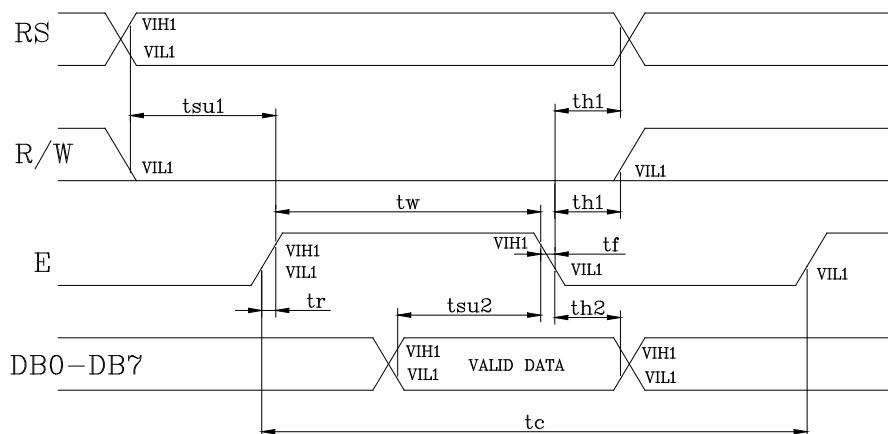 RS
VIH1
VIL1
tsu1
th1
R/W
VIL1
VIL1
tw
th1
E
VIH1
VIL1
VIH1
tf
VIL1
VIL1
tr
tsu2
th2
DB0-DB7
VIH1
VIL1
VALID DATA
VIH1
VIL1
tc